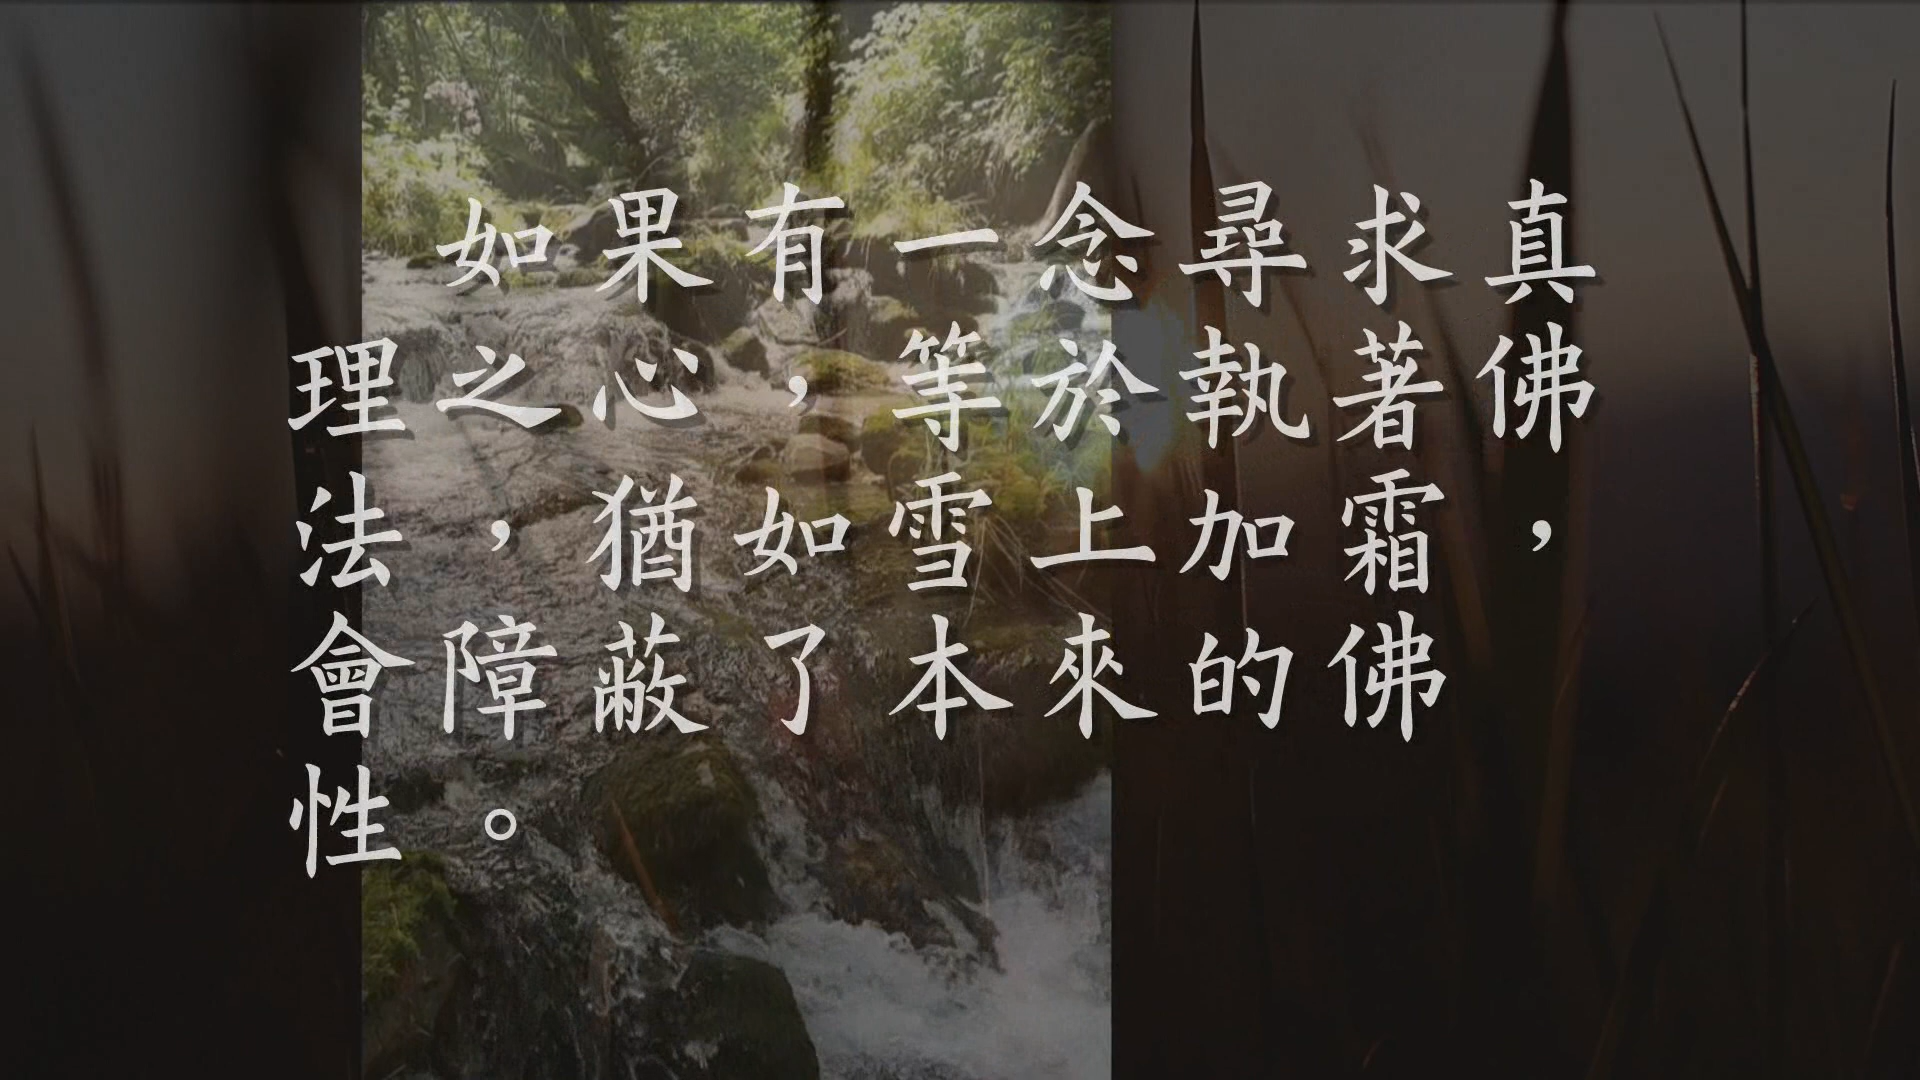 如果有一念尋求真
理之心，等於執著佛
法，猶如雪上加霜，
會障蔽了本來的佛
性。